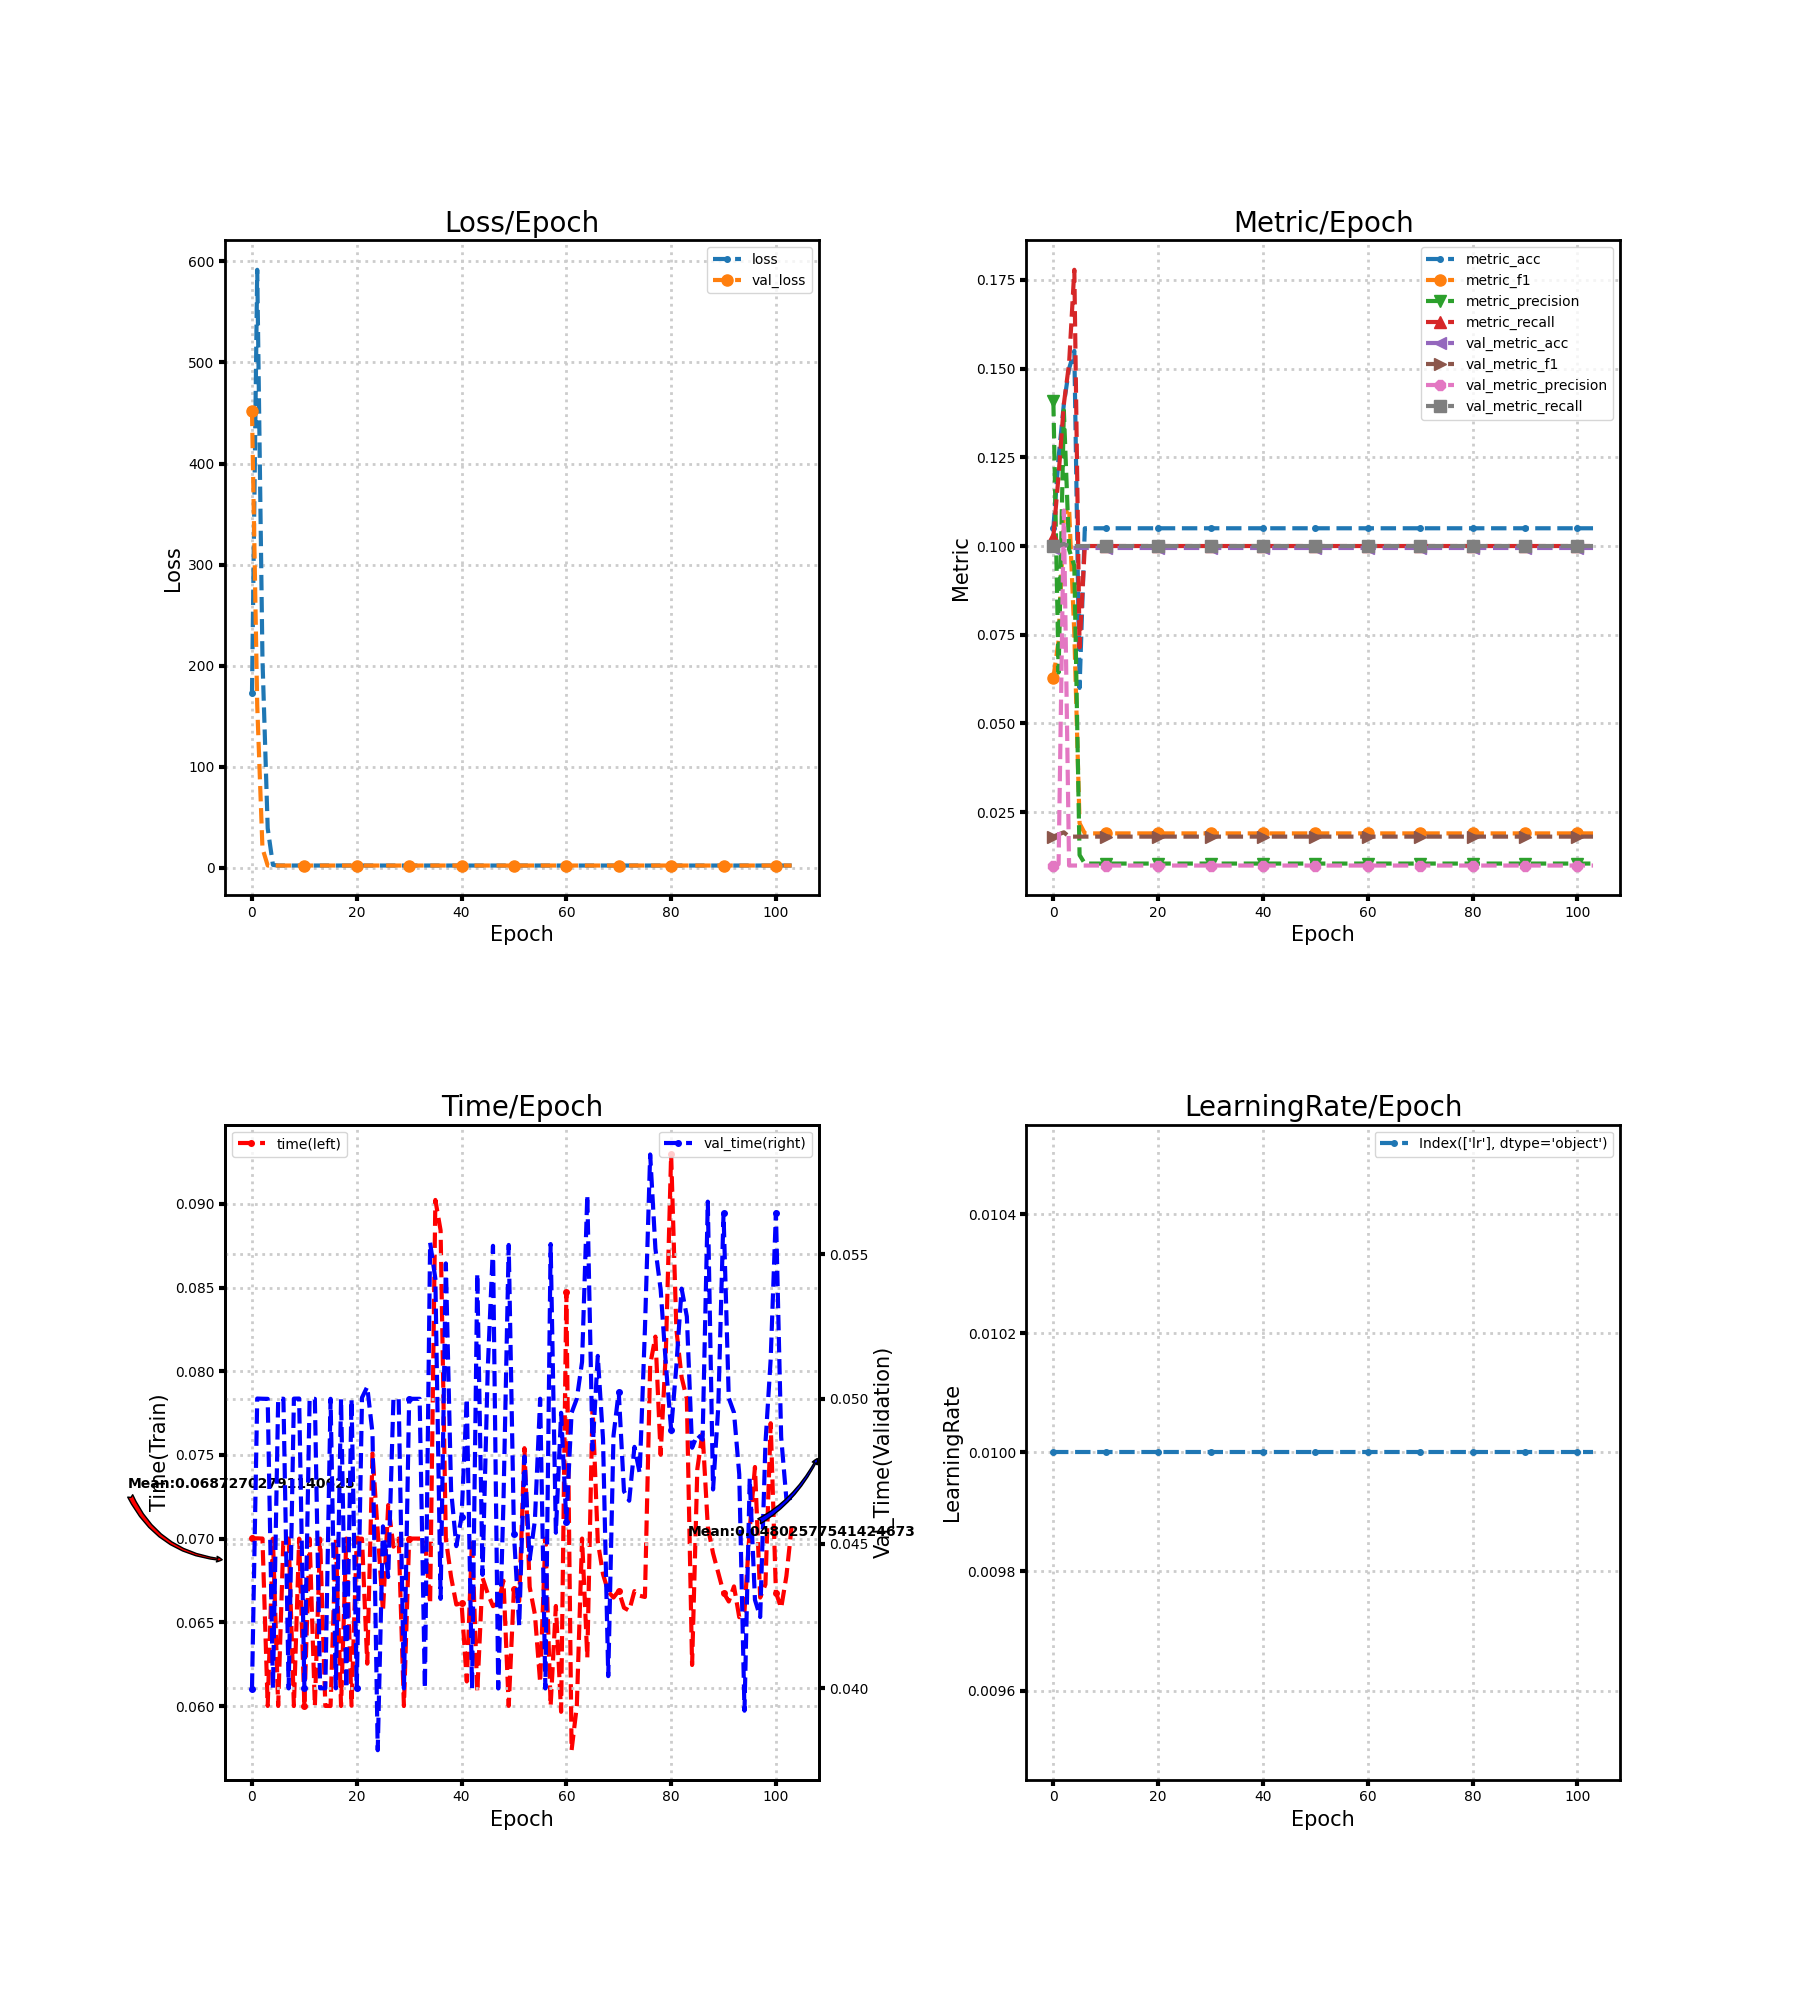 Loss/Epoch
600
500
400
300
200
100
0
Loss
loss
val_loss
0 20 40 60 80 100
Epoch
Metric/Epoch
0.175
0.150
0.125
0.100
0.075
0.050
0.025
Metric
metric_acc
metric_f1
metric_precision
metric_recall
val_metric_acc
val_metric_f1
val_metric_precision
val_metric_recall
0 20 40 60 80 100
Epoch
Time/Epoch
time(left)
val_time(right)
0.090
0.085
0.080
0.075
0.070
0.065
0.060
Time(Train)
Mean:0.06872702791140625
0.055
0.050
0.045
0.040
Val_Time(Validation)
Mean:0.04802577541424673
0 20 40 60 80 100
Epoch
LearningRate/Epoch
Index(['lr'], dtype='object')
0.0104
0.0102
0.0100
0.0098
0.0096
LearningRate
0 20 40 60 80 100
Epoch